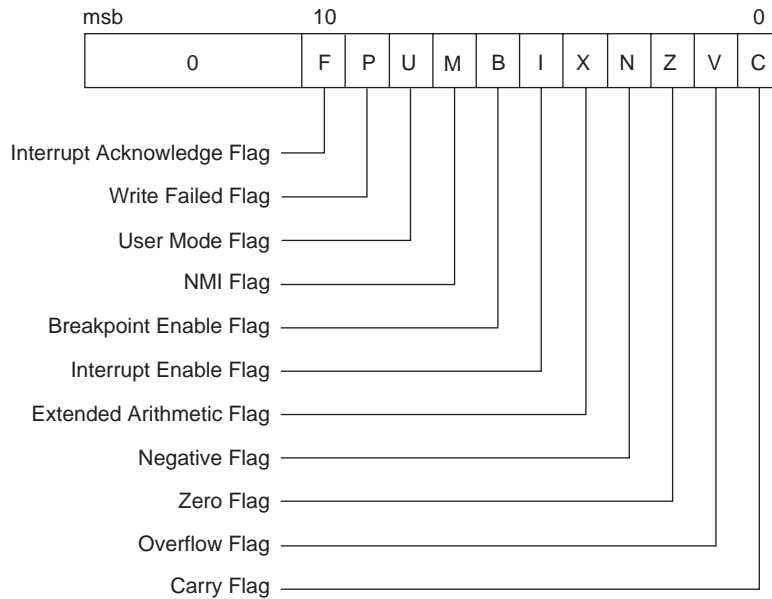 msb 10 0
0 F P U M B I X N Z V C
Interrupt Acknowledge Flag
Write Failed Flag
User Mode Flag
NMI Flag
Breakpoint Enable Flag
Interrupt Enable Flag
Extended Arithmetic Flag
Negative Flag
Zero Flag
Overflow Flag
Carry Flag